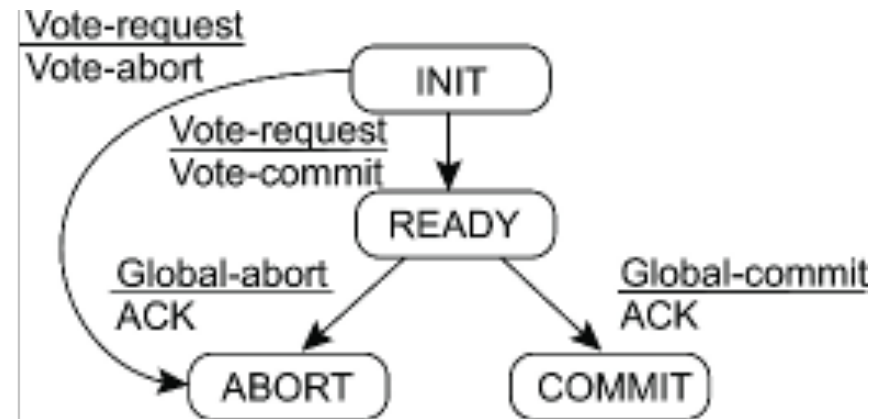 Vote-request
Vote-abort
INIT
Vote-request
Vote-commit
READY
Global-abort
ACK
Global-commit
ACK
ABORT
COMMIT